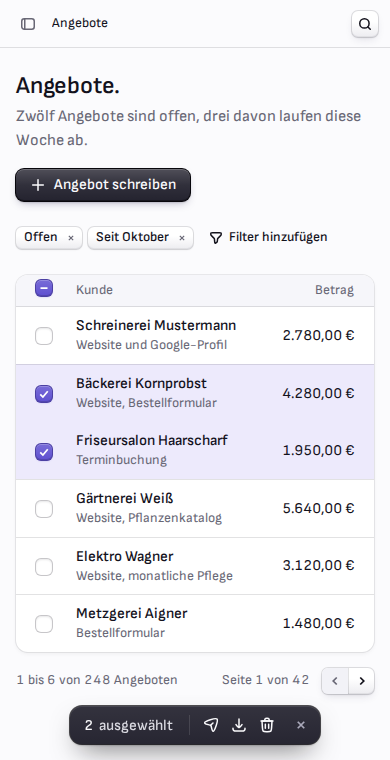 Angebote
Angebote.
Zwölf Angebote sind offen, drei davon laufen diese
Woche ab.
Angebot schreiben
Offen × Seit Oktober × Filter hinzufügen
Kunde Betrag
Schreinerei Mustermann
Website und Google-Profil
2.780,00 €
Bäckerei Kornprobst
Website, Bestellformular
4.280,00 €
Friseursalon Haarscharf
Terminbuchung
1.950,00 €
Gärtnerei Weiß
Website, Pflanzenkatalog
5.640,00 €
Elektro Wagner
Website, monatliche Pflege
3.120,00 €
Metzgerei Aigner
Bestellformular
1.480,00 €
1 bis 6 von 248 Angeboten Seite 1 von 42
2 ausgewählt